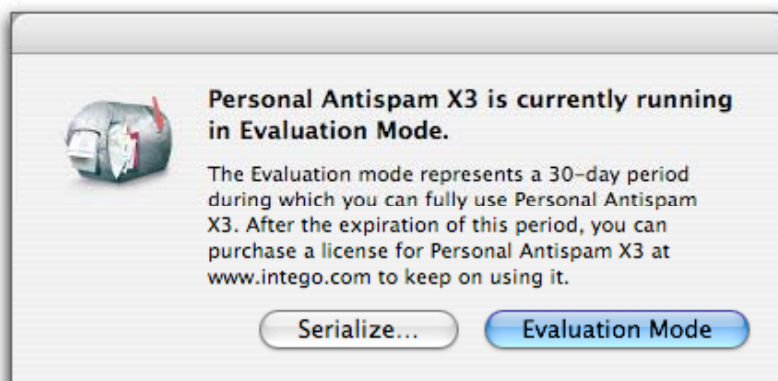 Personal Antispam X3 is currently running
in Evaluation Mode.
The Evaluation mode represents a 30-day period
during which you can fully use Personal Antispam
X3. After the expiration of this period, you can
purchase a license for Personal Antispam X3 at
www.intego.com to keep on using it.
Serialize...
Evaluation Mode